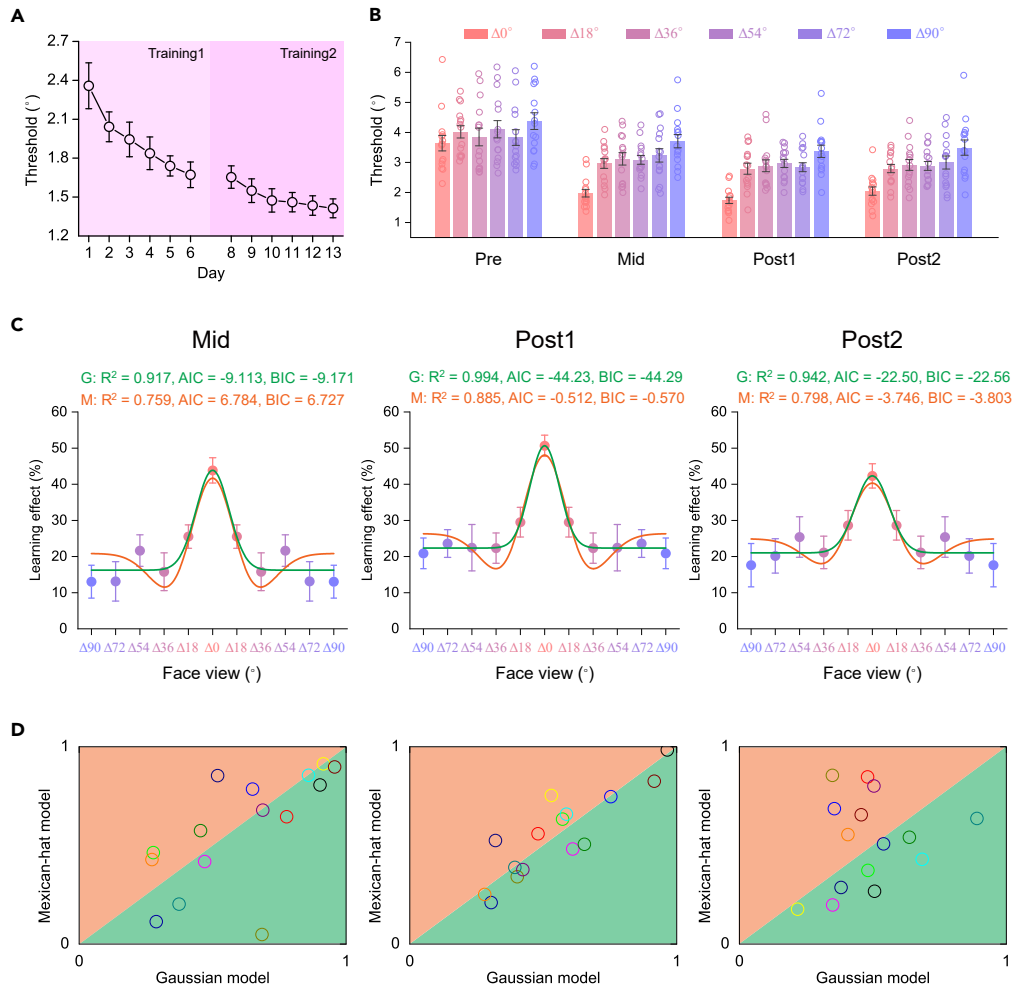 A
2.7
2.4
2.1
1.8
1.5
1.2
Threshold (°)
Training1
Training2
1 2 3 4 5 6 8 9 10 11 12 13
Day
B
Δ0° Δ18° Δ36° Δ54° Δ72° Δ90°
7
6
5
4
3
2
1
Threshold (°)
Pre Mid Post1 Post2
C
Mid
G: R² = 0.917, AIC = -9.113, BIC = -9.171
M: R² = 0.759, AIC = 6.784, BIC = 6.727
60
50
40
30
20
10
0
Learning effect (%)
Δ90 Δ72 Δ54 Δ36 Δ18 Δ0 Δ18 Δ36 Δ54 Δ72 Δ90
Face view (°)
Post1
G: R² = 0.994, AIC = -44.23, BIC = -44.29
M: R² = 0.885, AIC = -0.512, BIC = -0.570
60
50
40
30
20
10
0
Learning effect (%)
Δ90 Δ72 Δ54 Δ36 Δ18 Δ0 Δ18 Δ36 Δ54 Δ72 Δ90
Face view (°)
Post2
G: R² = 0.942, AIC = -22.50, BIC = -22.56
M: R² = 0.798, AIC = -3.746, BIC = -3.803
60
50
40
30
20
10
0
Learning effect (%)
Δ90 Δ72 Δ54 Δ36 Δ18 Δ0 Δ18 Δ36 Δ54 Δ72 Δ90
Face view (°)
D
1
Mexican-hat model
0
0 1
Gaussian model
1
Mexican-hat model
0
0 1
Gaussian model
1
Mexican-hat model
0
0 1
Gaussian model